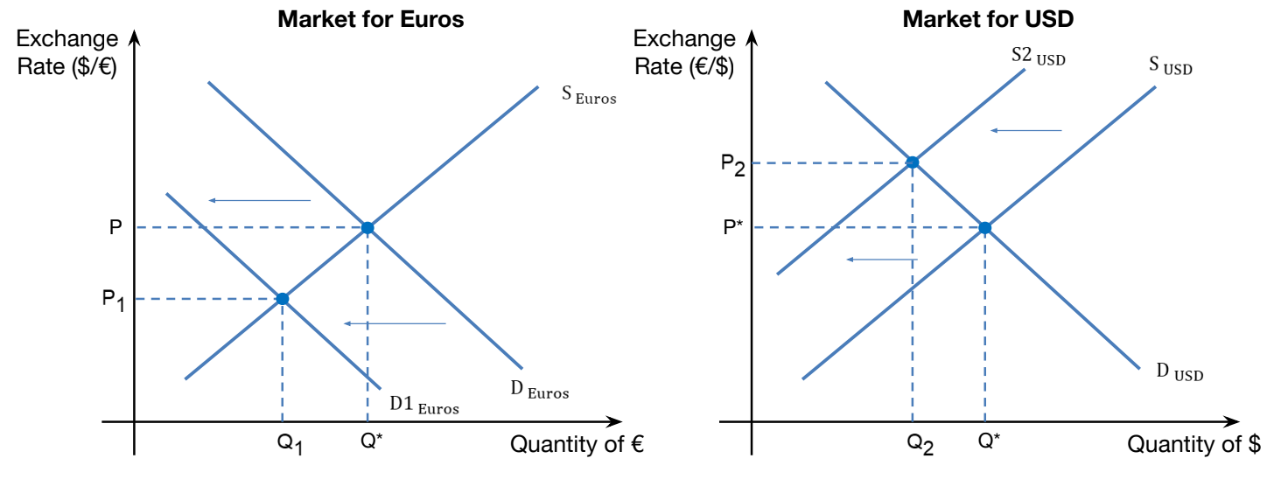 Market for Euros
Exchange
Rate ($/€)
S Euros
P
P1
D Euros
D1 Euros
Q1
Q*
Quantity of €
Market for USD
Exchange
Rate (€/$)
S2 USD
S USD
P2
P*
D USD
Q2
Q*
Quantity of $